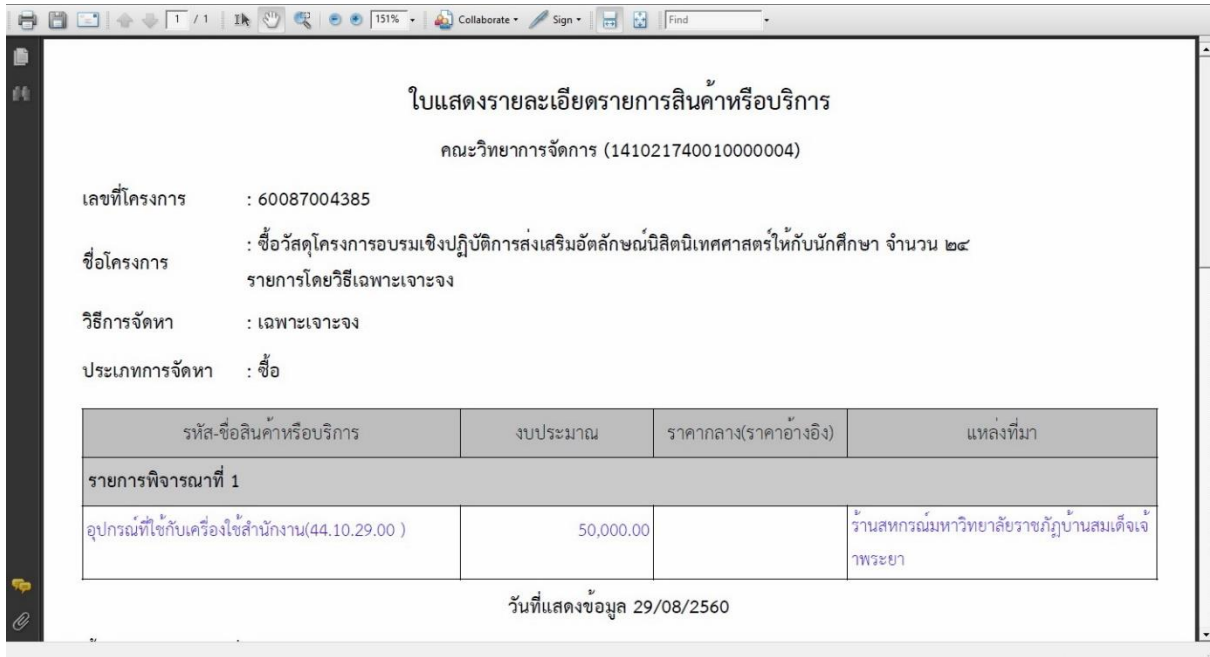 1 / 1
151%
Collaborate
Sign
Find
ใบแสดงรายละเอียดรายการสินค้าหรือบริการ
คณะวิทยาการจัดการ (141021740010000004)
เลขที่โครงการ : 60087004385
ชื่อโครงการ : ซื้อวัสดุโครงการอบรมเชิงปฏิบัติการส่งเสริมอัตลักษณ์นิสิตนิเทศศาสตร์ให้กับนักศึกษา จำนวน ๒๔
รายการโดยวิธีเฉพาะเจาะจง
วิธีการจัดหา : เฉพาะเจาะจง
ประเภทการจัดหา : ซื้อ
รหัส-ชื่อสินค้าหรือบริการ งบประมาณ ราคากลาง(ราคาอ้างอิง) แหล่งที่มา
รายการพิจารณาที่ 1
อุปกรณ์ที่ใช้กับเครื่องใช้สำนักงาน(44.10.29.00 ) 50,000.00 ร้านสหกรณ์มหาวิทยาลัยราชภัฏบ้านสมเด็จเจ้
าพระยา
วันที่แสดงข้อมูล 29/08/2560